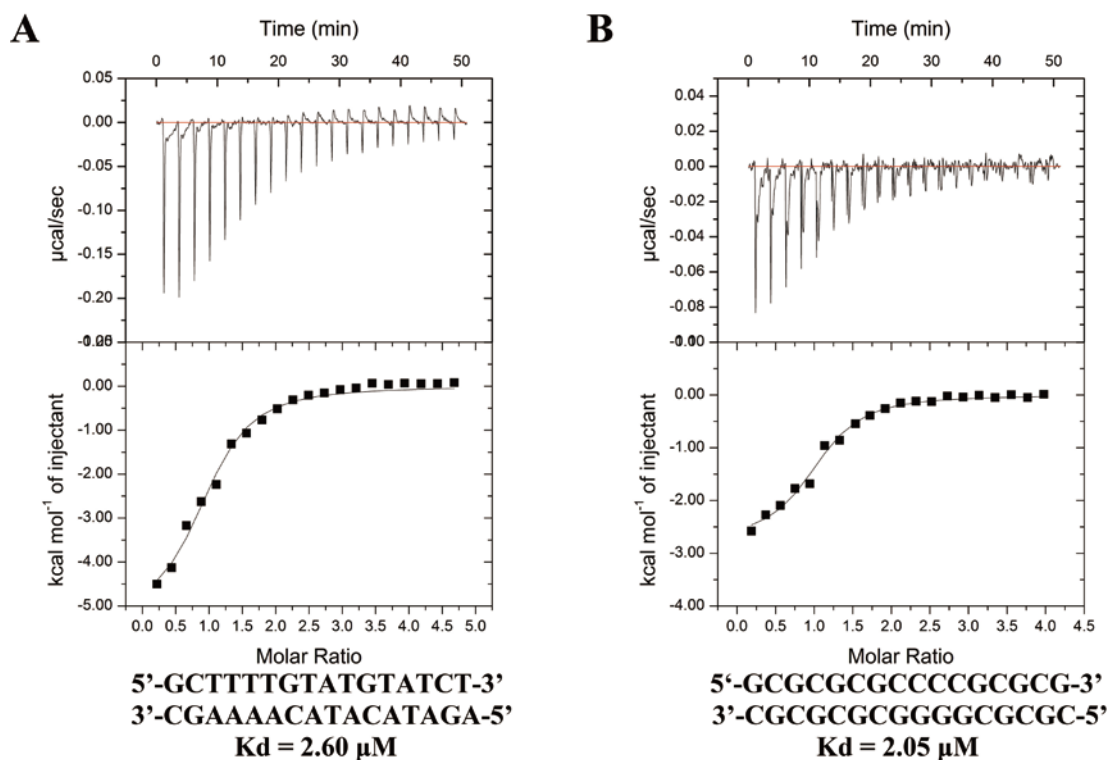 A
Time (min)
0 10 20 30 40 50
0.05
0.00
-0.05
-0.10
-0.15
-0.20
µcal/sec
0.00
-1.00
-2.00
-3.00
-4.00
-5.00
kcal mol⁻¹ of injectant
0.0 0.5 1.0 1.5 2.0 2.5 3.0 3.5 4.0 4.5 5.0
Molar Ratio
5’-GCTTTTGTATGTATCT-3’
3’-CGAAAACATACATAGA-5’
Kd = 2.60 µM
B
Time (min)
0 10 20 30 40 50
0.04
0.02
0.00
-0.02
-0.04
-0.06
-0.08
µcal/sec
0.00
-1.00
-2.00
-3.00
-4.00
kcal mol⁻¹ of injectant
0.0 0.5 1.0 1.5 2.0 2.5 3.0 3.5 4.0 4.5
Molar Ratio
5‘-GCGCGCGCCCCGCGCG-3’
3’-CGCGCGCGGGGCGCGC-5’
Kd = 2.05 µM